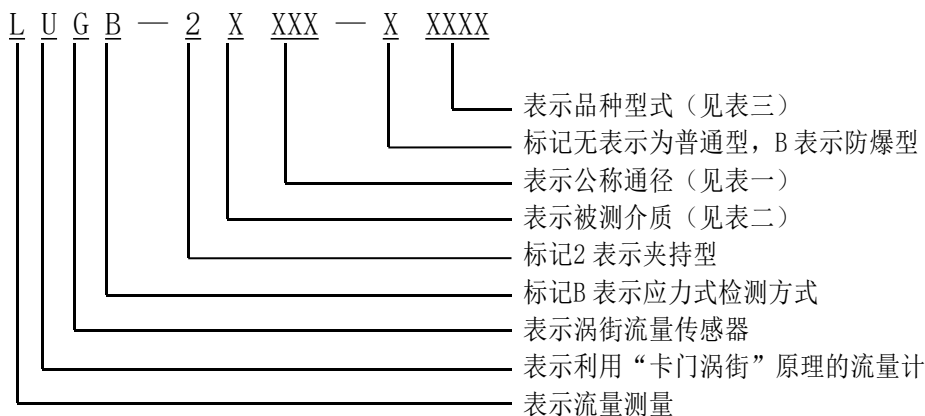 L U G B — 2 X XXX — X XXXX
表示品种型式（见表三）
标记无表示为普通型，B 表示防爆型
表示公称通径（见表一）
表示被测介质（见表二）
标记2 表示夹持型
标记B 表示应力式检测方式
表示涡街流量传感器
表示利用“卡门涡街”原理的流量计
表示流量测量